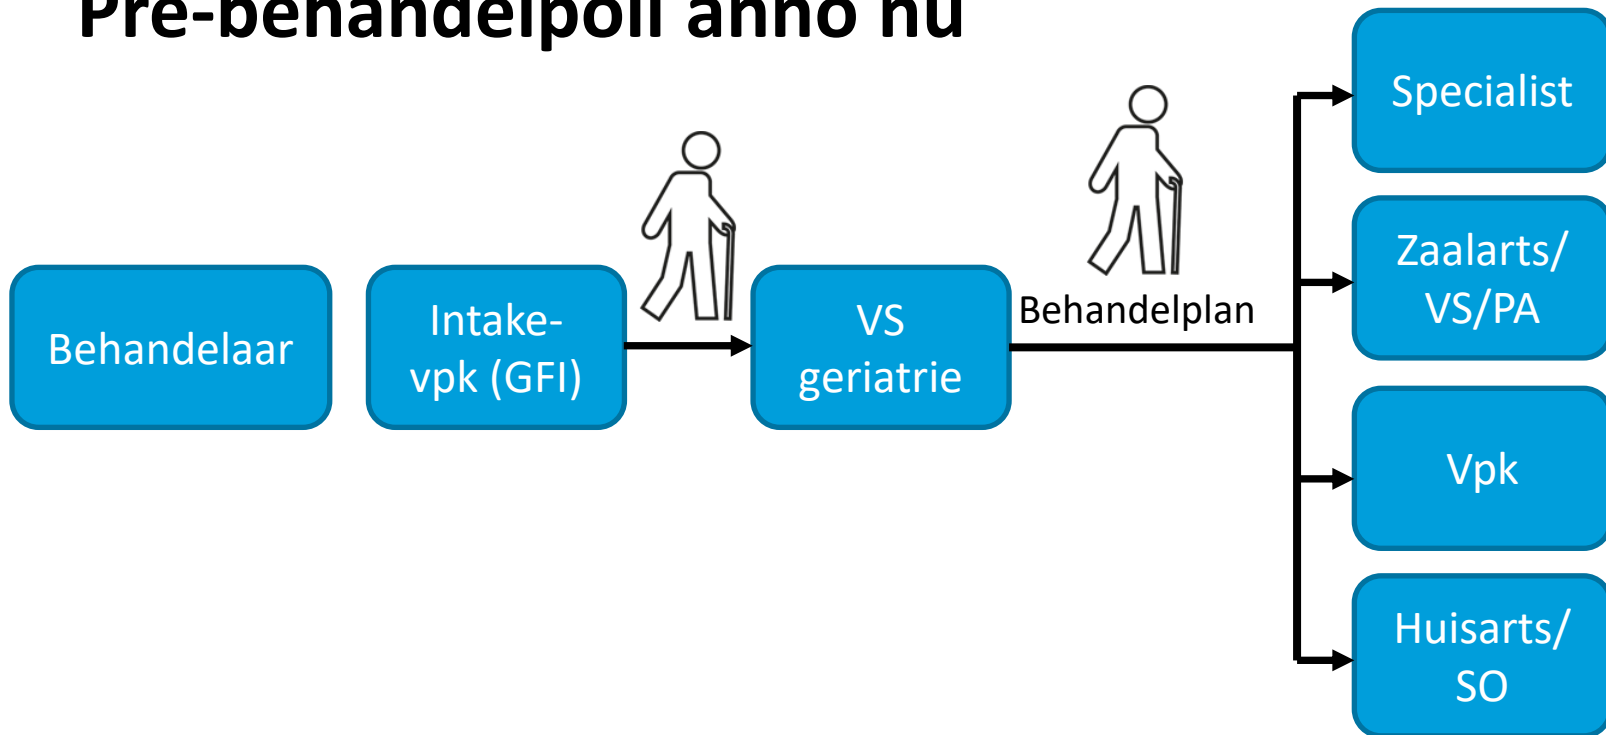 Pre-behandelpoli anno nu
Specialist
Zaalarts/
VS/PA
Behandelaar
Intake-
vpk (GFI)
VS
geriatrie
Behandelplan
Vpk
Huisarts/
SO